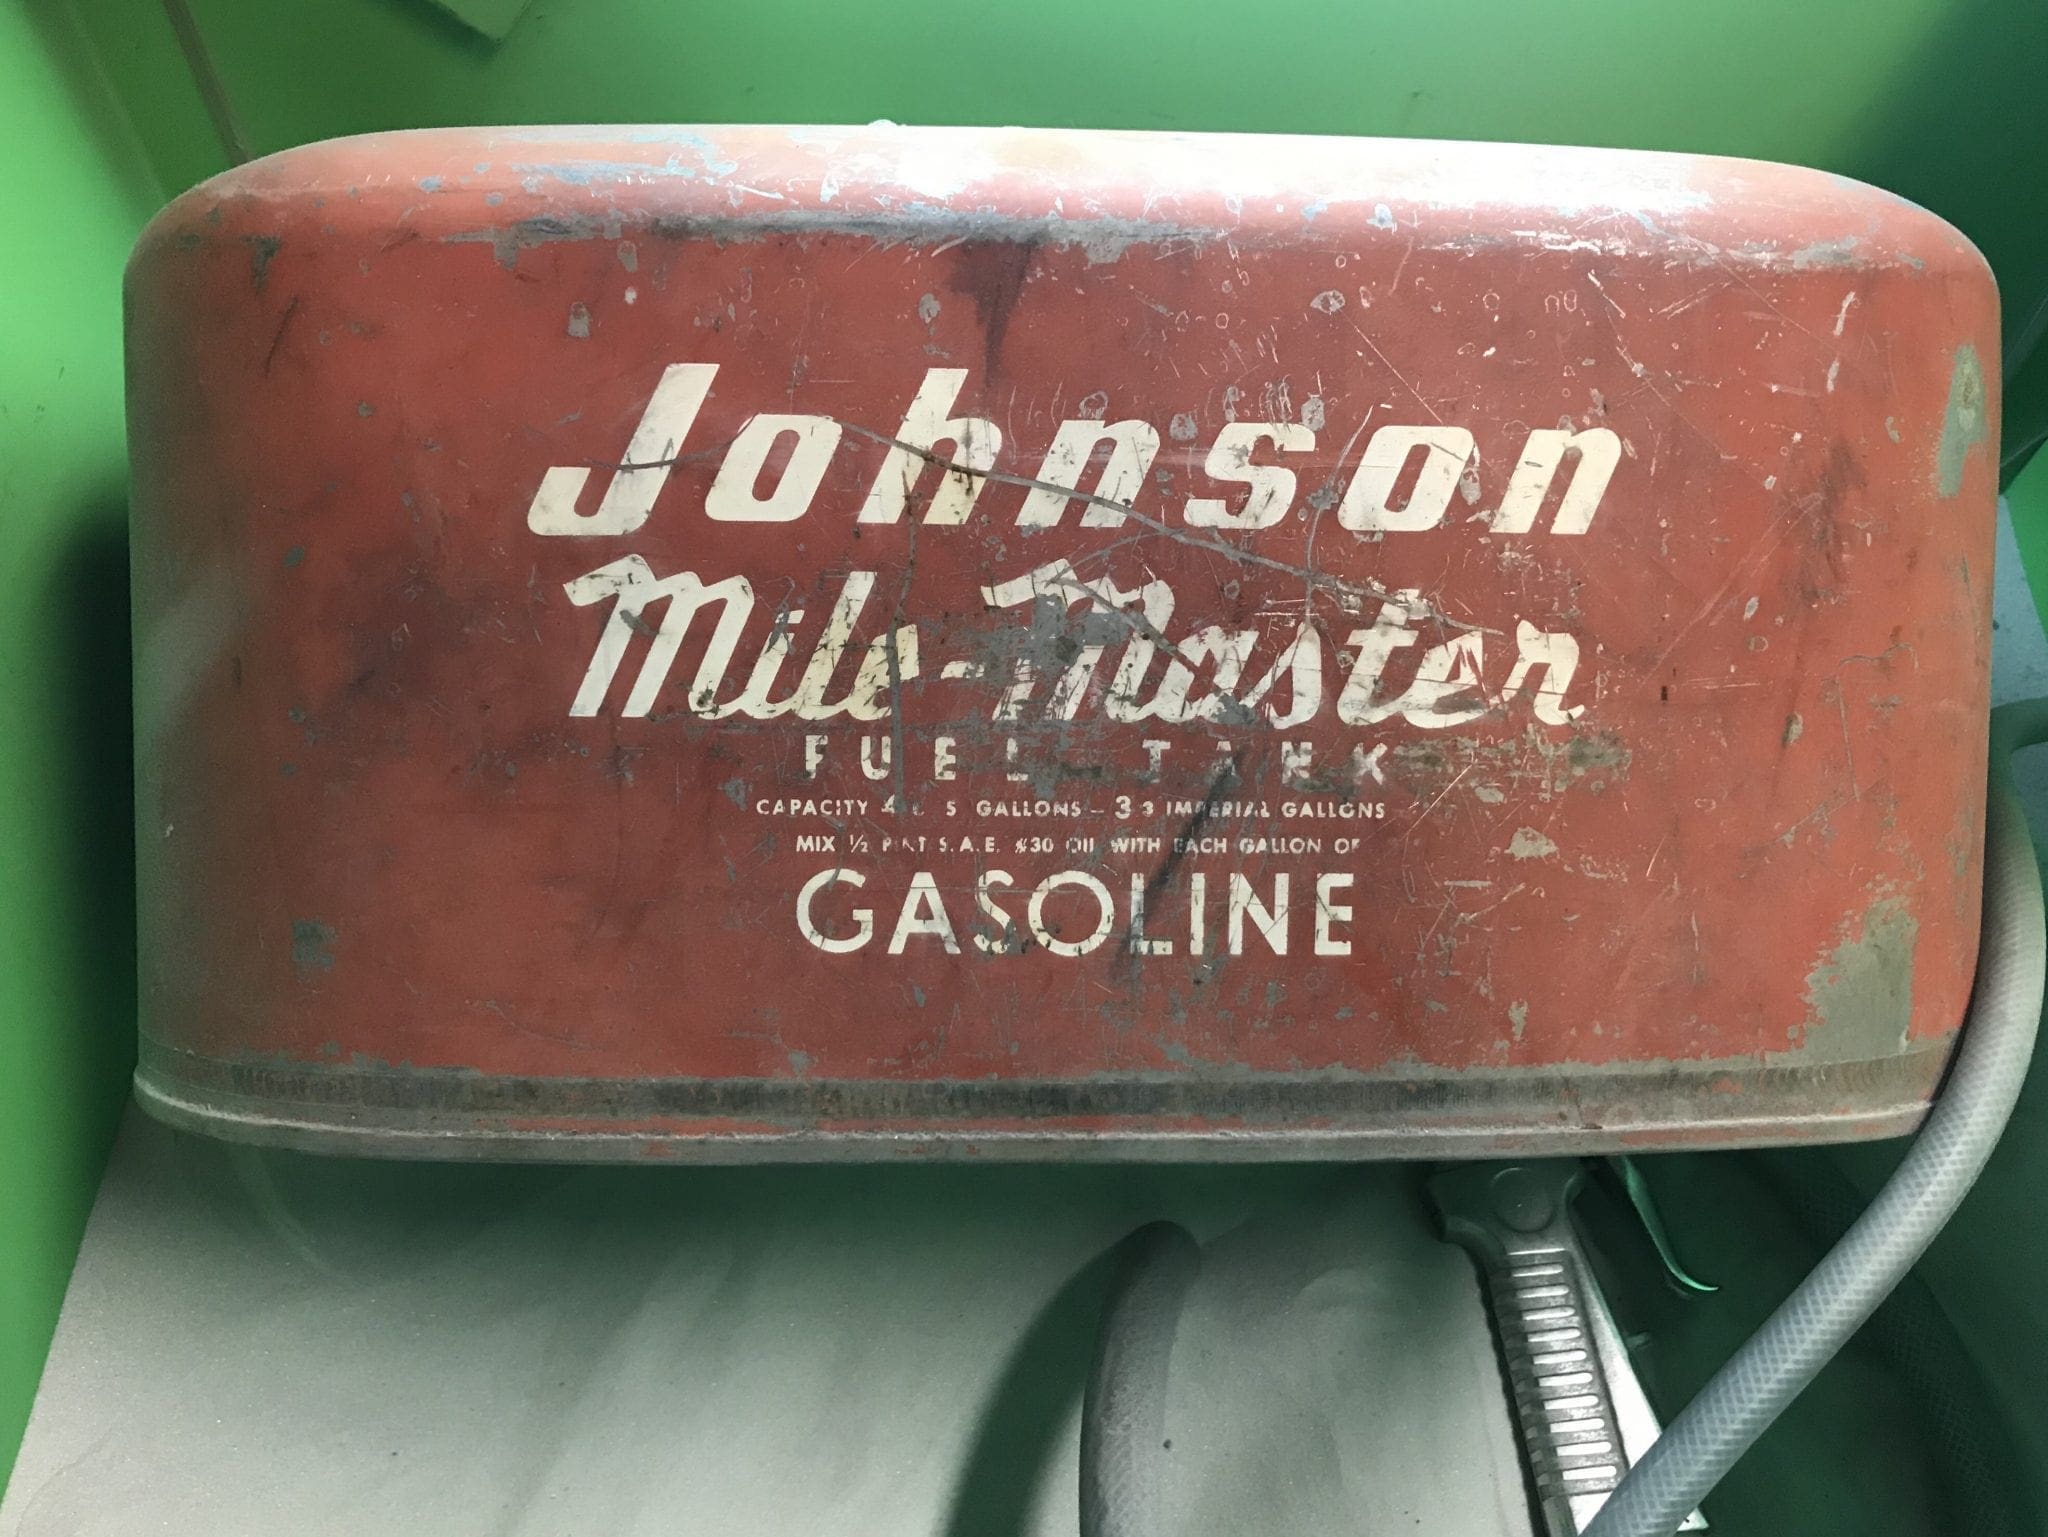 Johnson
Mile-Master
FUEL TANK
CAPACITY 4 U S GALLONS - 3 3 IMPERIAL GALLONS
MIX 1/2 PINT S.A.E. #30 OIL WITH EACH GALLON OF
GASOLINE